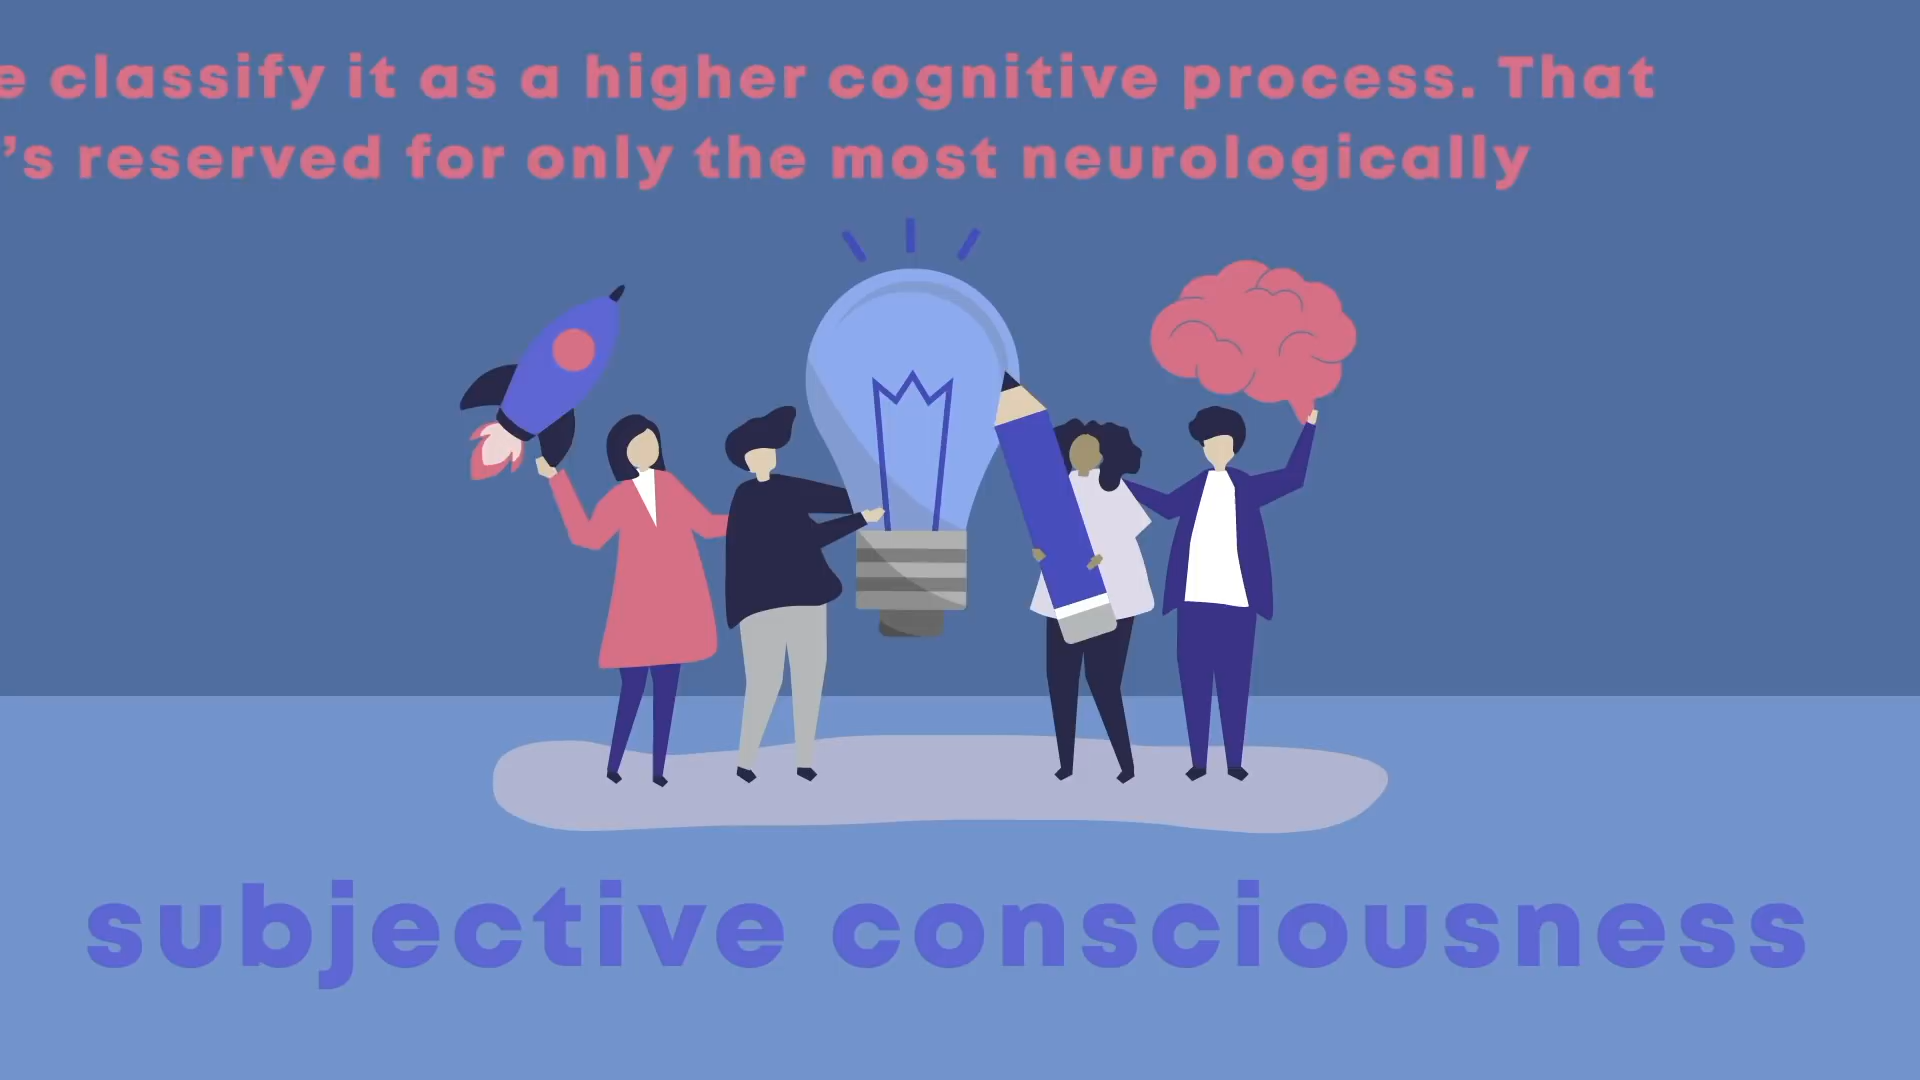 e classify it as a higher cognitive process. That
’s reserved for only the most neurologically
subjective consciousness